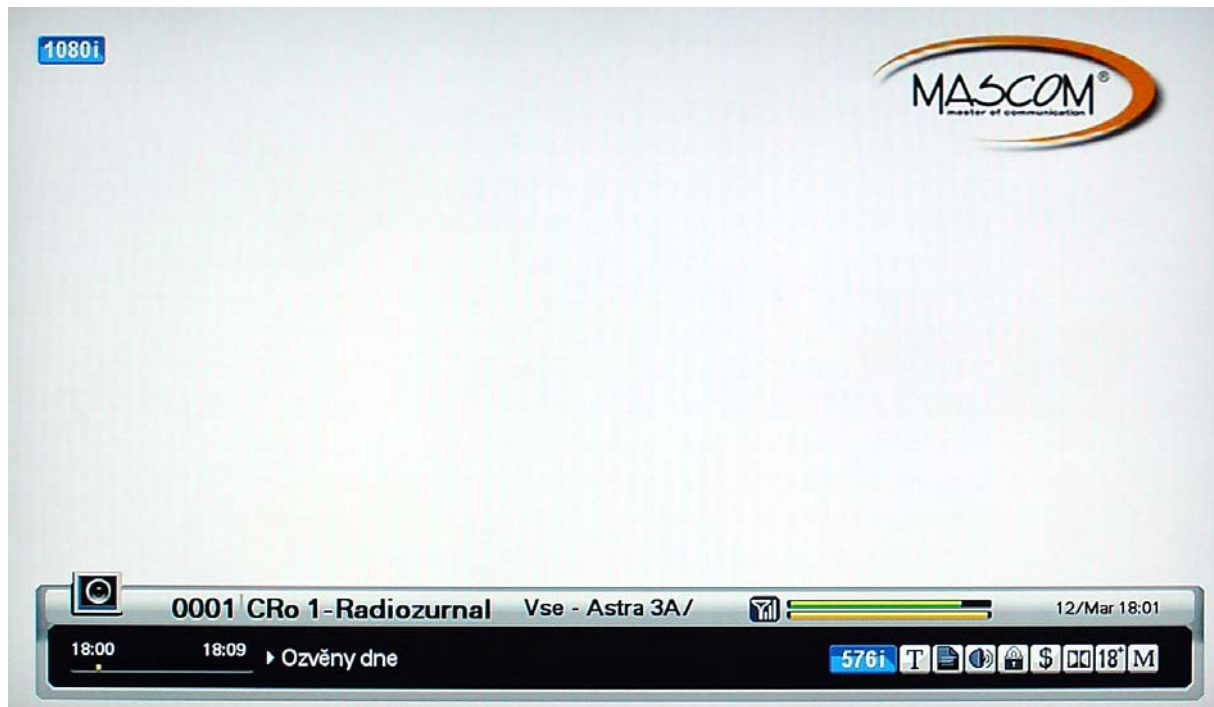 1080i
MASCOM®
master of communication
0001 CRo 1-Radiozurnal Vse - Astra 3A/ 12/Mar 18:01
18:00 18:09 Ozvěny dne 576i T $ 18+ M